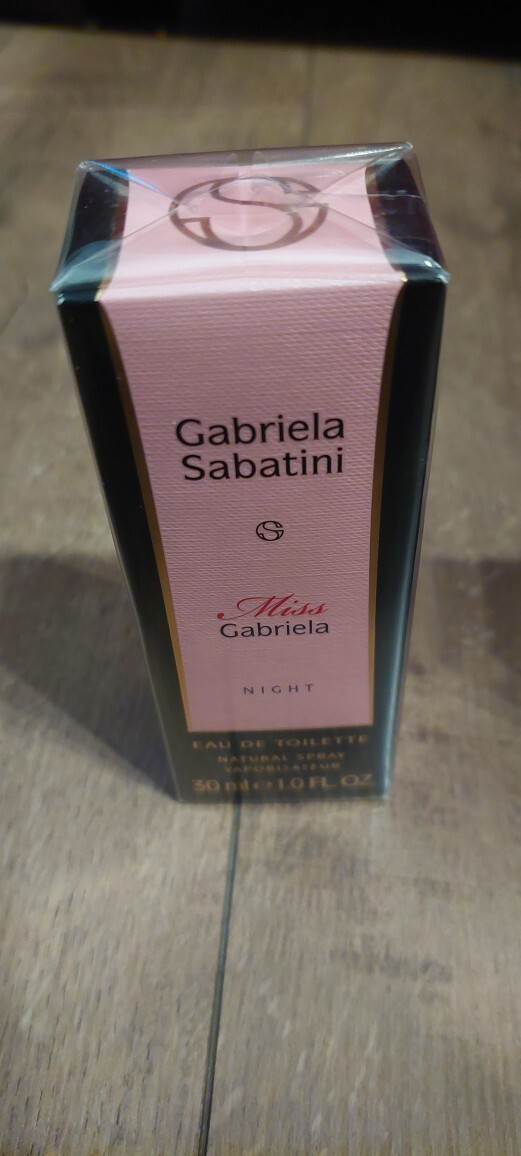 Gabriela
Sabatini
Miss
Gabriela
NIGHT
EAU DE TOILETTE
NATURAL SPRAY
VAPORISATEUR
30 ml e 1.0 FL. OZ